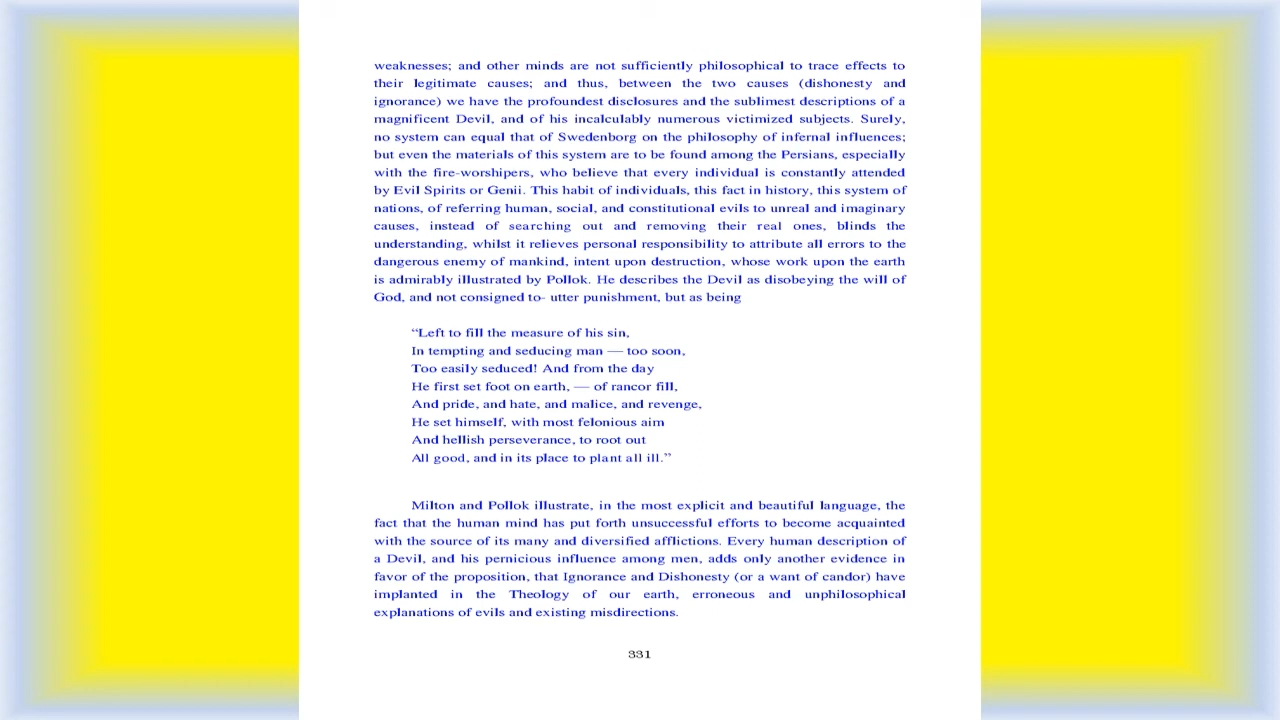 weaknesses; and other minds are not sufficiently philosophical to trace effects to
their legitimate causes; and thus, between the two causes (dishonesty and
ignorance) we have the profoundest disclosures and the sublimest descriptions of a
magnificent Devil, and of his incalculably numerous victimized subjects. Surely,
no system can equal that of Swedenborg on the philosophy of infernal influences;
but even the materials of this system are to be found among the Persians, especially
with the fire-worshipers, who believe that every individual is constantly attended
by Evil Spirits or Genii. This habit of individuals, this fact in history, this system of
nations, of referring human, social, and constitutional evils to unreal and imaginary
causes, instead of searching out and removing their real ones, blinds the
understanding, whilst it relieves personal responsibility to attribute all errors to the
dangerous enemy of mankind, intent upon destruction, whose work upon the earth
is admirably illustrated by Pollok. He describes the Devil as disobeying the will of
God, and not consigned to- utter punishment, but as being
“Left to fill the measure of his sin,
In tempting and seducing man — too soon,
Too easily seduced! And from the day
He first set foot on earth, — of rancor fill,
And pride, and hate, and malice, and revenge,
He set himself, with most felonious aim
And hellish perseverance, to root out
All good, and in its place to plant all ill.”
Milton and Pollok illustrate, in the most explicit and beautiful language, the
fact that the human mind has put forth unsuccessful efforts to become acquainted
with the source of its many and diversified afflictions. Every human description of
a Devil, and his pernicious influence among men, adds only another evidence in
favor of the proposition, that Ignorance and Dishonesty (or a want of candor) have
implanted in the Theology of our earth, erroneous and unphilosophical
explanations of evils and existing misdirections.
331